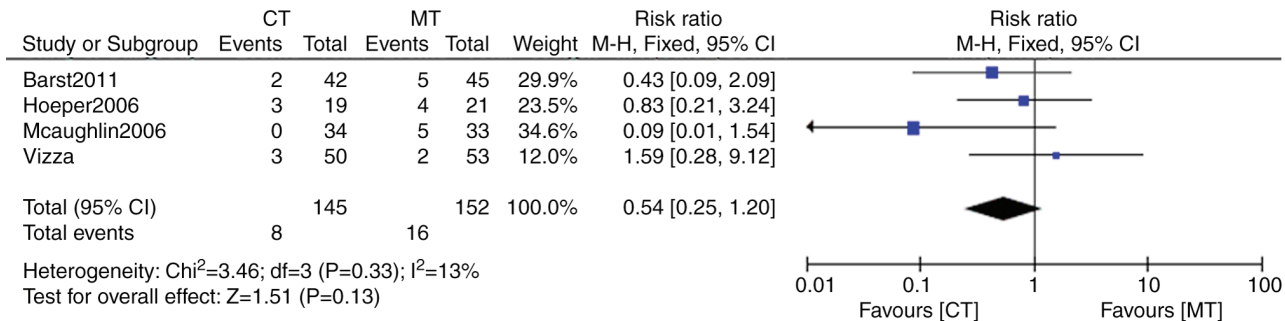 CT MT Risk ratio Risk ratio
Study or Subgroup Events Total Events Total Weight M-H, Fixed, 95% CI M-H, Fixed, 95% CI
Barst2011 2 42 5 45 29.9% 0.43 [0.09, 2.09]
Hoeper2006 3 19 4 21 23.5% 0.83 [0.21, 3.24]
Mcaughlin2006 0 34 5 33 34.6% 0.09 [0.01, 1.54]
Vizza 3 50 2 53 12.0% 1.59 [0.28, 9.12]
Total (95% CI) 145 152 100.0% 0.54 [0.25, 1.20]
Total events 8 16
Heterogeneity: Chi²=3.46; df=3 (P=0.33); I²=13%
Test for overall effect: Z=1.51 (P=0.13)
0.01 0.1 1 10 100
Favours [CT] Favours [MT]